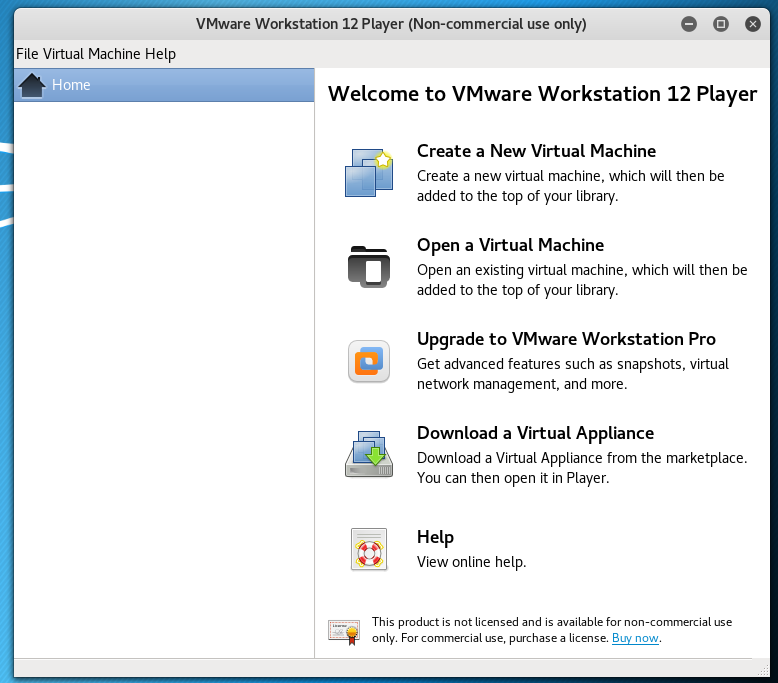 VMware Workstation 12 Player (Non-commercial use only)
File Virtual Machine Help
Home
Welcome to VMware Workstation 12 Player
Create a New Virtual Machine
Create a new virtual machine, which will then be
added to the top of your library.
Open a Virtual Machine
Open an existing virtual machine, which will then be
added to the top of your library.
Upgrade to VMware Workstation Pro
Get advanced features such as snapshots, virtual
network management, and more.
Download a Virtual Appliance
Download a Virtual Appliance from the marketplace.
You can then open it in Player.
Help
View online help.
License
This product is not licensed and is available for non-commercial use
only. For commercial use, purchase a license. Buy now.